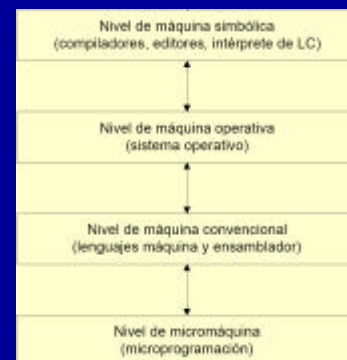 Nivel de máquina simbólica
(compiladores, editores, intérprete de LC)
Nivel de máquina operativa
(sistema operativo)
Nivel de máquina convencional
(lenguajes máquina y ensamblador)
Nivel de micromáquina
(microprogramación)